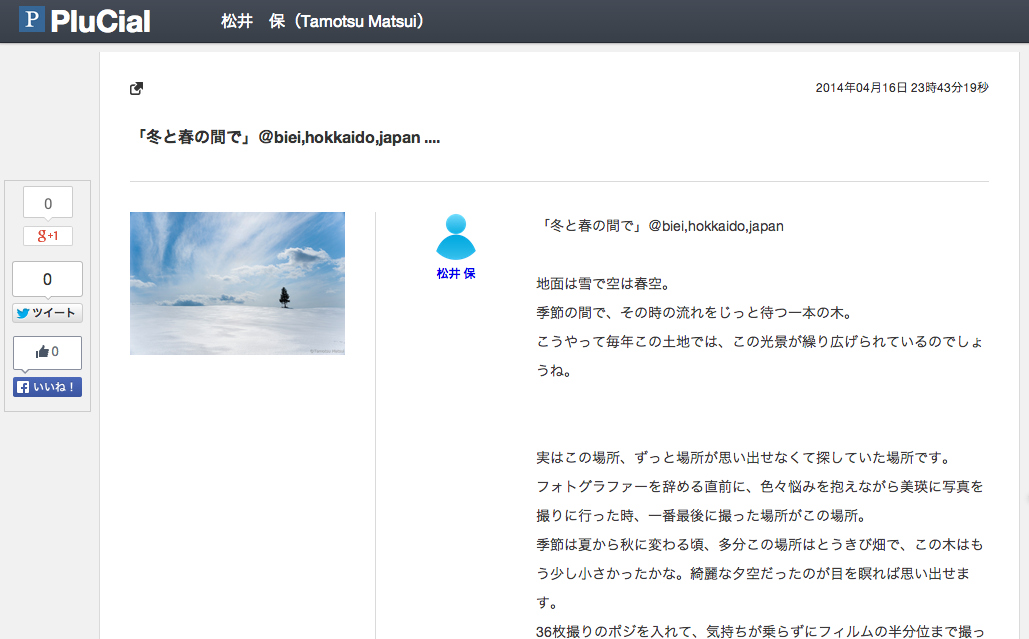 P PluCial
松井　保（Tamotsu Matsui）
2014年04月16日 23時43分19秒
「冬と春の間で」@biei,hokkaido,japan ....
0
g+1
0
ツイート
0
いいね！
©Tamotsu Matsui
松井 保
「冬と春の間で」@biei,hokkaido,japan
地面は雪で空は春空。
季節の間で、その時の流れをじっと待つ一本の木。
こうやって毎年この土地では、この光景が繰り広げられているのでしょ
うね。
実はこの場所、ずっと場所が思い出せなくて探していた場所です。
フォトグラファーを辞める直前に、色々悩みを抱えながら美瑛に写真を
撮りに行った時、一番最後に撮った場所がこの場所。
季節は夏から秋に変わる頃、多分この場所はとうきび畑で、この木はも
う少し小さかったかな。綺麗な夕空だったのが目を瞑れば思い出せま
す。
36枚撮りのポジを入れて、気持ちが乗らずにフィルムの半分位まで撮っ